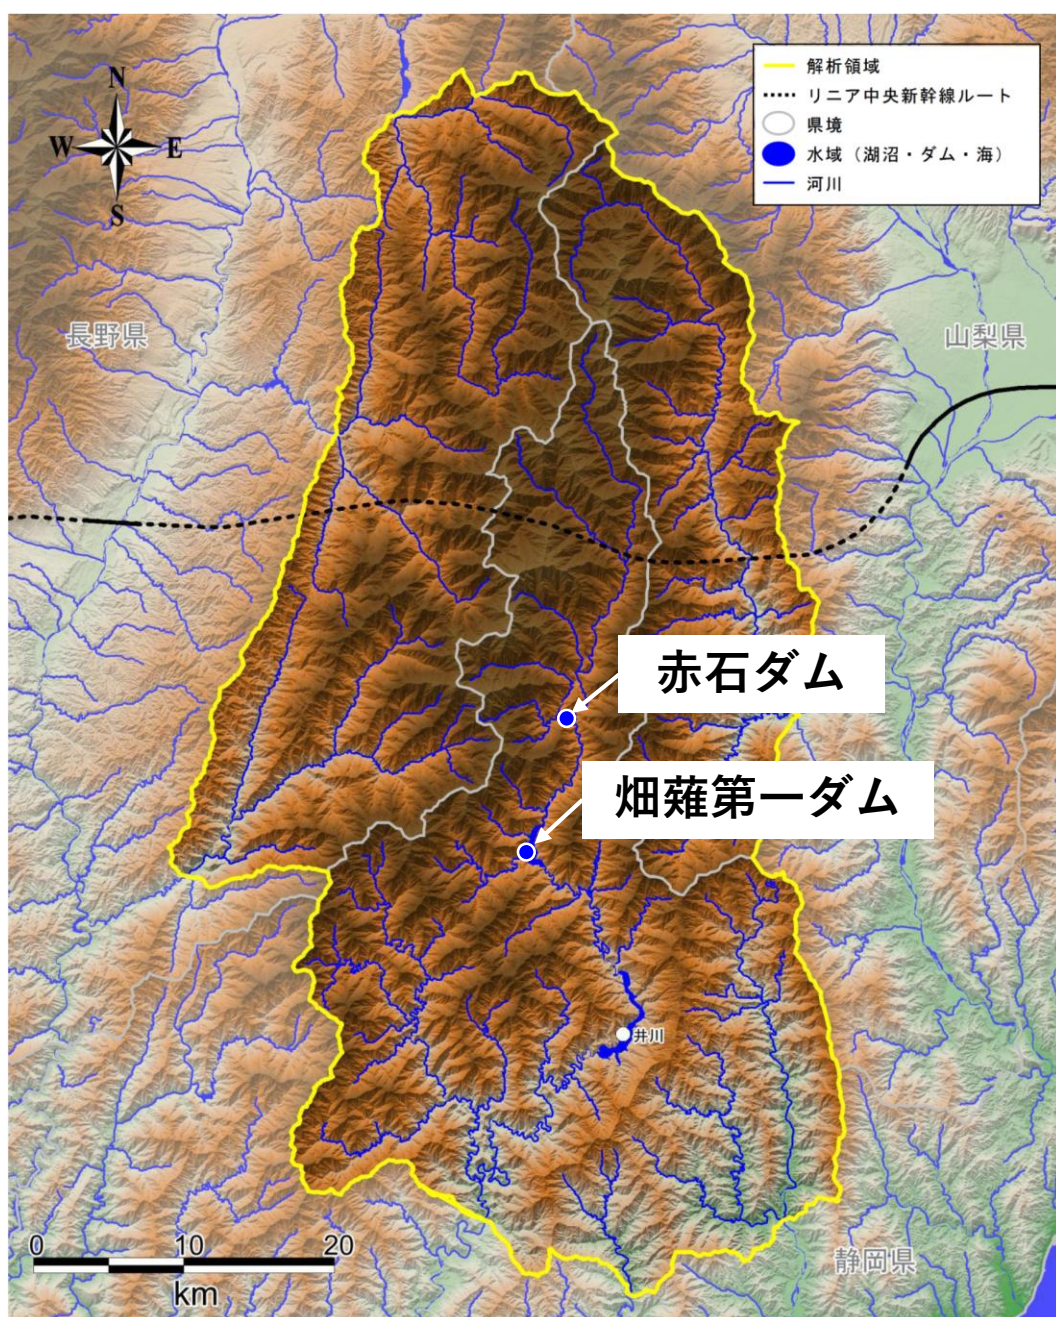 N
W E
S
解析領域
リニア中央新幹線ルート
県境
水域（湖沼・ダム・海）
河川
長野県
山梨県
赤石ダム
畑薙第一ダム
井川
静岡県
0 10 20
km